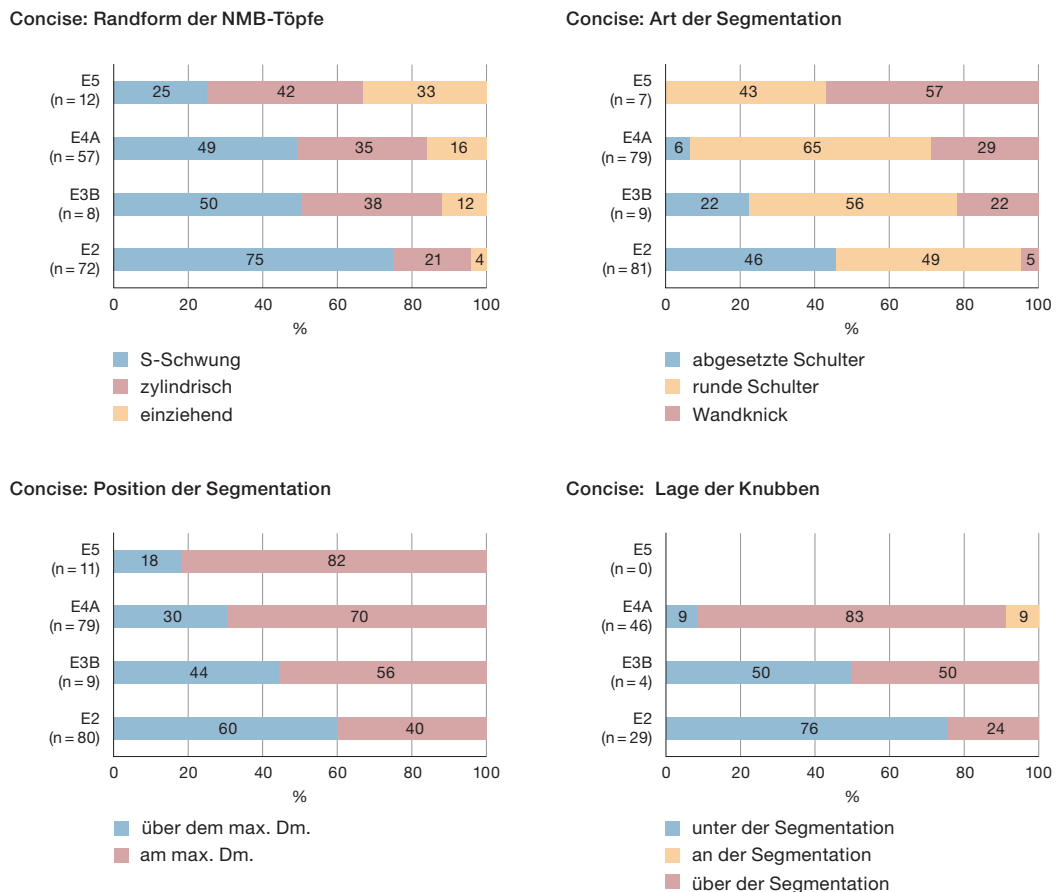 Concise: Randform der NMB-Töpfe
E5
(n = 12)
25 42 33
E4A
(n = 57)
49 35 16
E3B
(n = 8)
50 38 12
E2
(n = 72)
75 21 4
0 20 40 60 80 100
%
S-Schwung
zylindrisch
einziehend
Concise: Art der Segmentation
E5
(n = 7)
43 57
E4A
(n = 79)
6 65 29
E3B
(n = 9)
22 56 22
E2
(n = 81)
46 49 5
0 20 40 60 80 100
%
abgesetzte Schulter
runde Schulter
Wandknick
Concise: Position der Segmentation
E5
(n = 11)
18 82
E4A
(n = 79)
30 70
E3B
(n = 9)
44 56
E2
(n = 80)
60 40
0 20 40 60 80 100
%
über dem max. Dm.
am max. Dm.
Concise: Lage der Knubben
E5
(n = 0)
E4A
(n = 46)
9 83 9
E3B
(n = 4)
50 50
E2
(n = 29)
76 24
0 20 40 60 80 100
%
unter der Segmentation
an der Segmentation
über der Segmentation